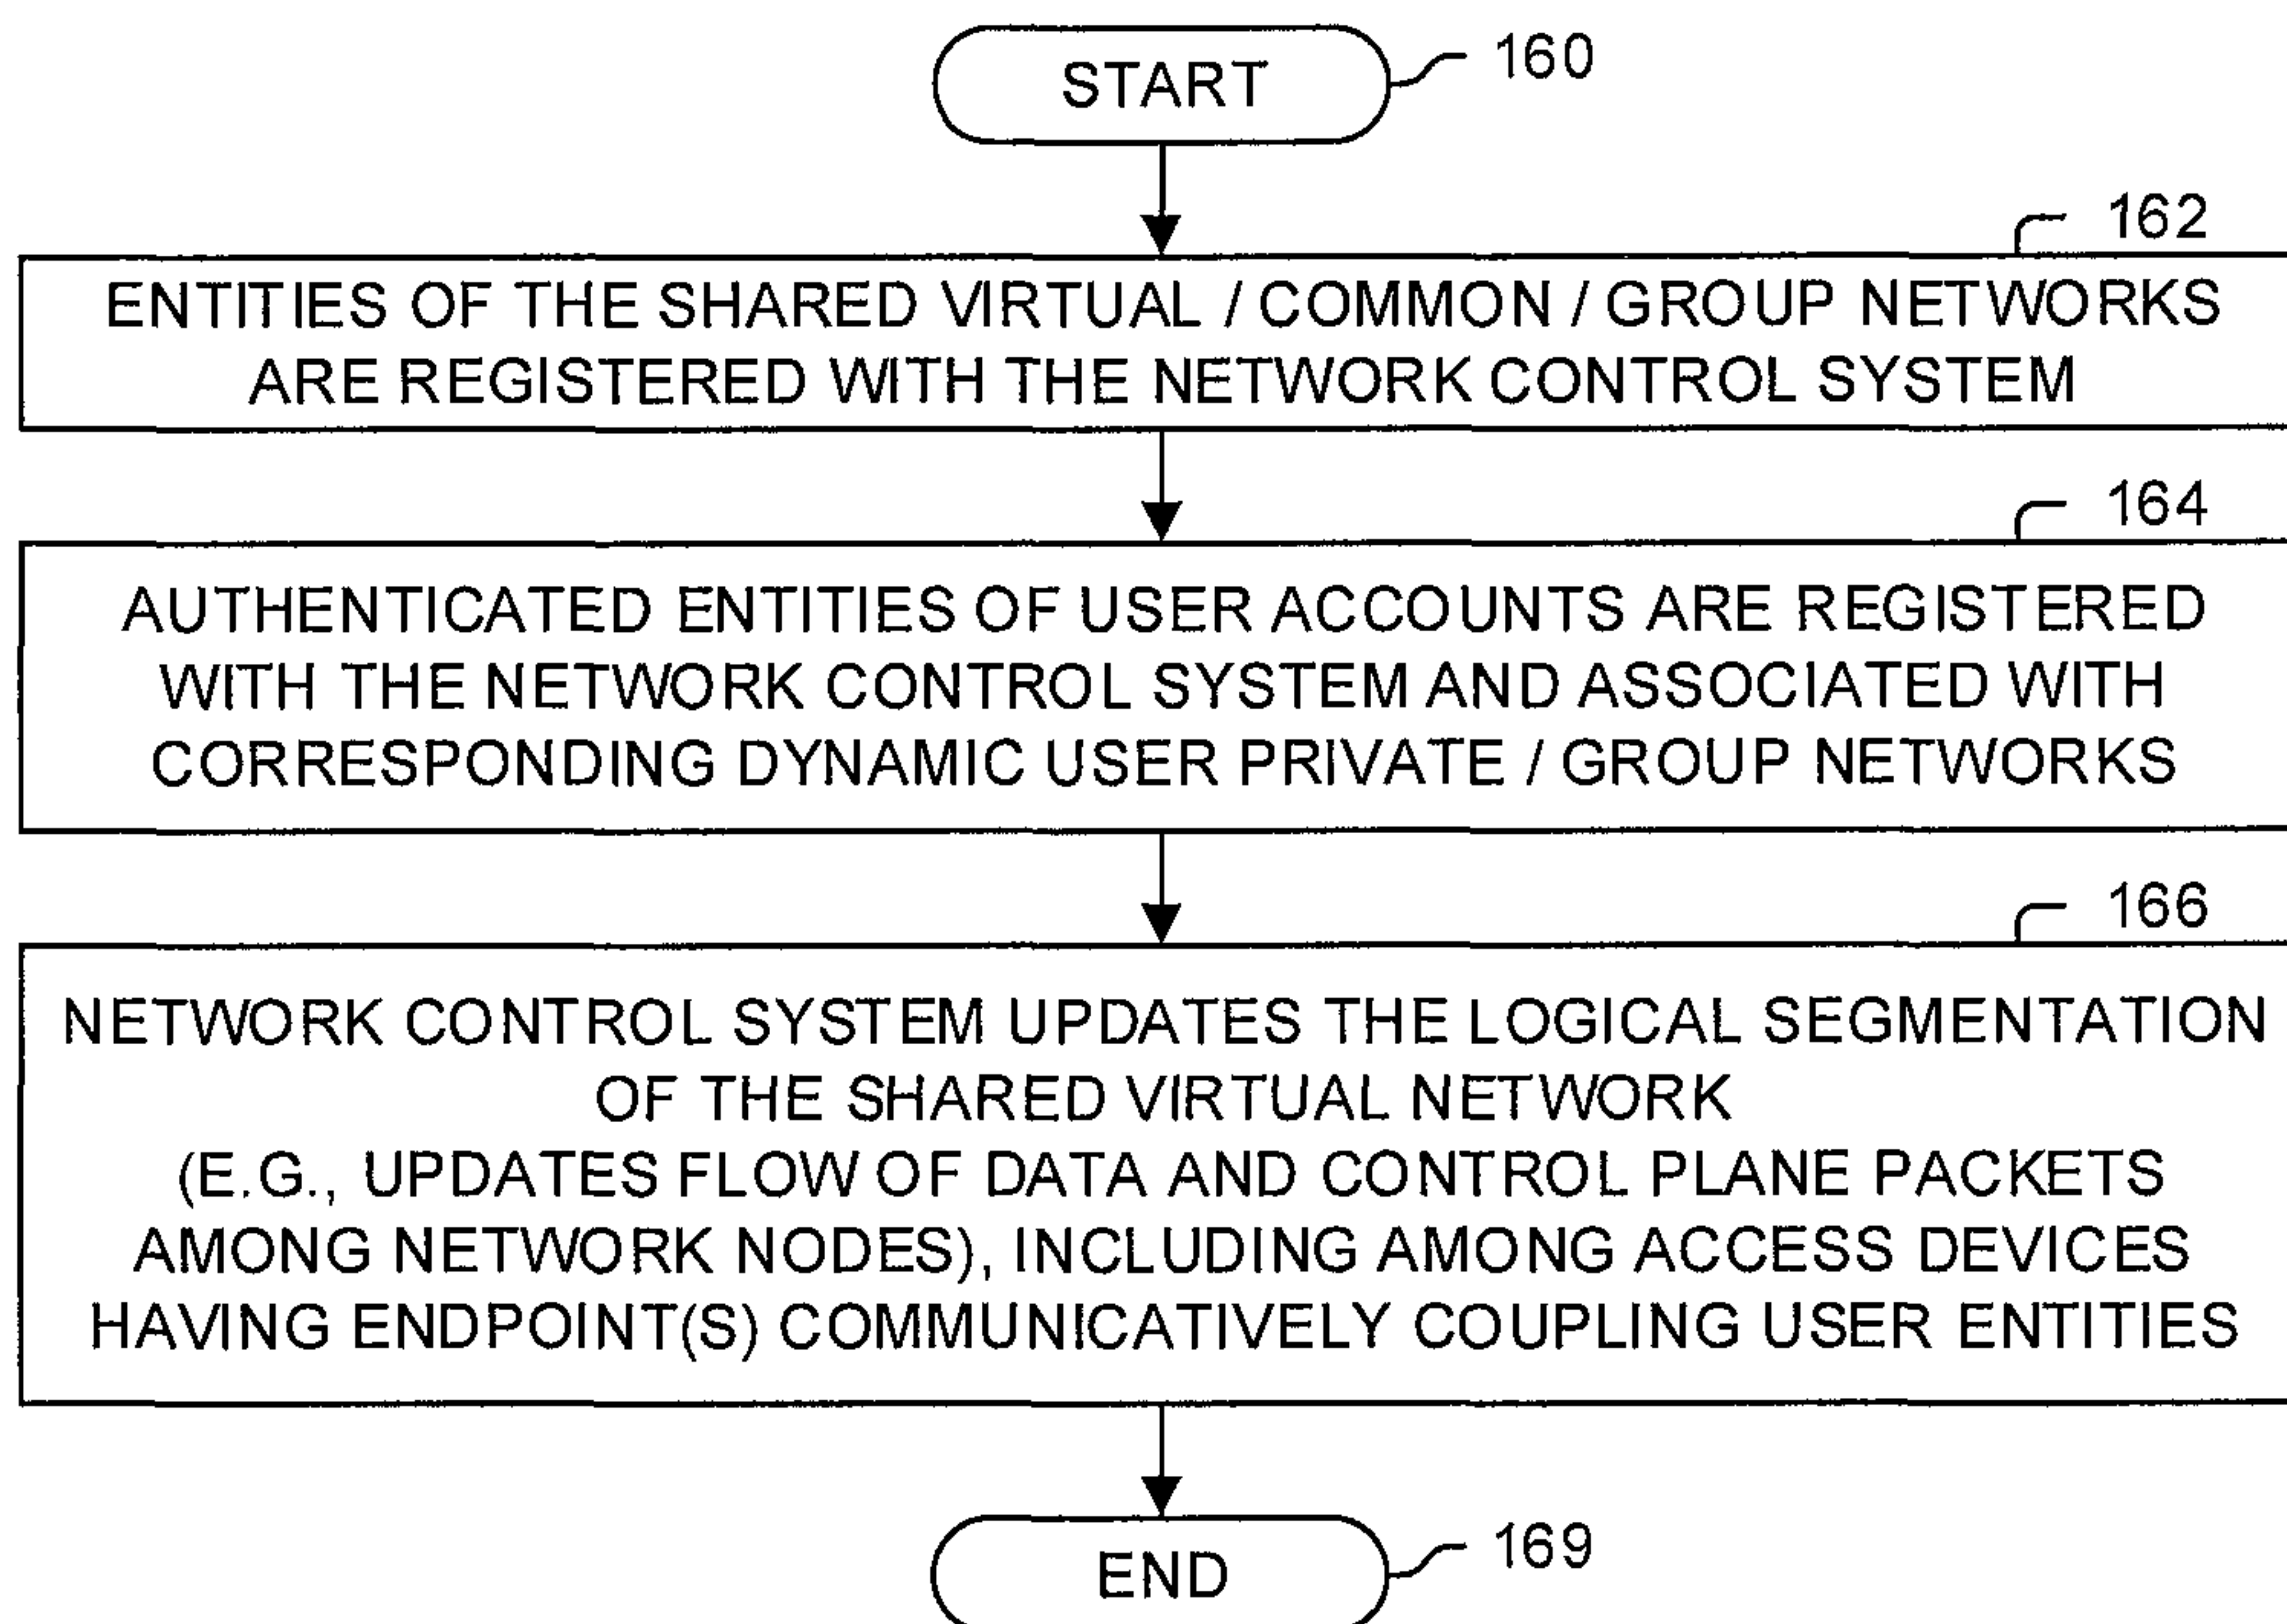 START
160
162
ENTITIES OF THE SHARED VIRTUAL / COMMON / GROUP NETWORKS
ARE REGISTERED WITH THE NETWORK CONTROL SYSTEM
164
AUTHENTICATED ENTITIES OF USER ACCOUNTS ARE REGISTERED
WITH THE NETWORK CONTROL SYSTEM AND ASSOCIATED WITH
CORRESPONDING DYNAMIC USER PRIVATE / GROUP NETWORKS
166
NETWORK CONTROL SYSTEM UPDATES THE LOGICAL SEGMENTATION
OF THE SHARED VIRTUAL NETWORK
(E.G., UPDATES FLOW OF DATA AND CONTROL PLANE PACKETS
AMONG NETWORK NODES), INCLUDING AMONG ACCESS DEVICES
HAVING ENDPOINT(S) COMMUNICATIVELY COUPLING USER ENTITIES
END
169